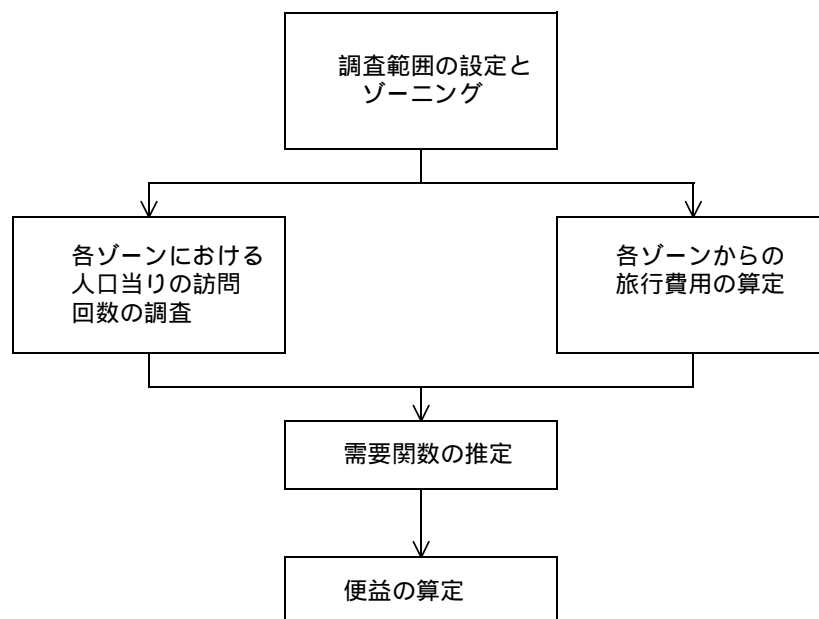 調査範囲の設定と
ゾーニング
各ゾーンにおける
人口当りの訪問
回数の調査
各ゾーンからの
旅行費用の算定
需要関数の推定
便益の算定